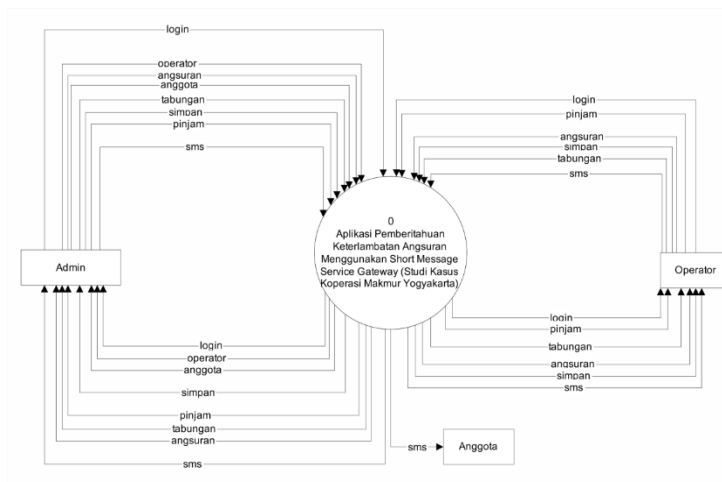 login
operator
angsuran
anggota
tabungan
simpan
pinjam
sms
login
pinjam
angsuran
simpan
tabungan
sms
0
Aplikasi Pemberitahuan
Keterlambatan Angsuran
Menggunakan Short Message
Service Gateway (Studi Kasus
Koperasi Makmur Yogyakarta)
Admin
Operator
login
operator
anggota
simpan
pinjam
tabungan
angsuran
sms
login
pinjam
tabungan
angsuran
simpan
sms
sms
Anggota